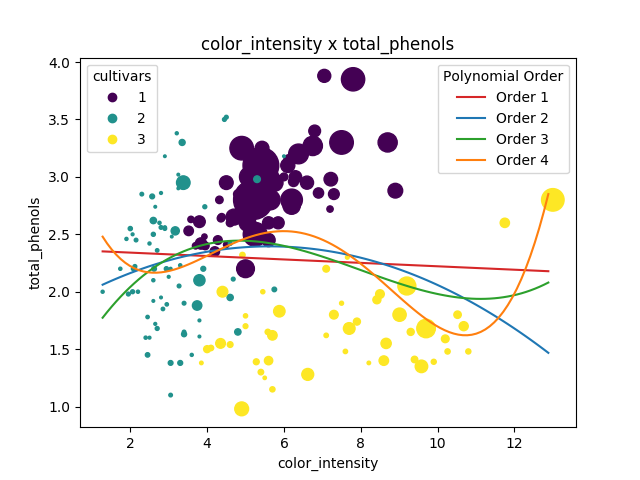 color_intensity x total_phenols
cultivars
1
2
3
Polynomial Order
Order 1
Order 2
Order 3
Order 4
total_phenols
4.0
3.5
3.0
2.5
2.0
1.5
1.0
2 4 6 8 10 12
color_intensity